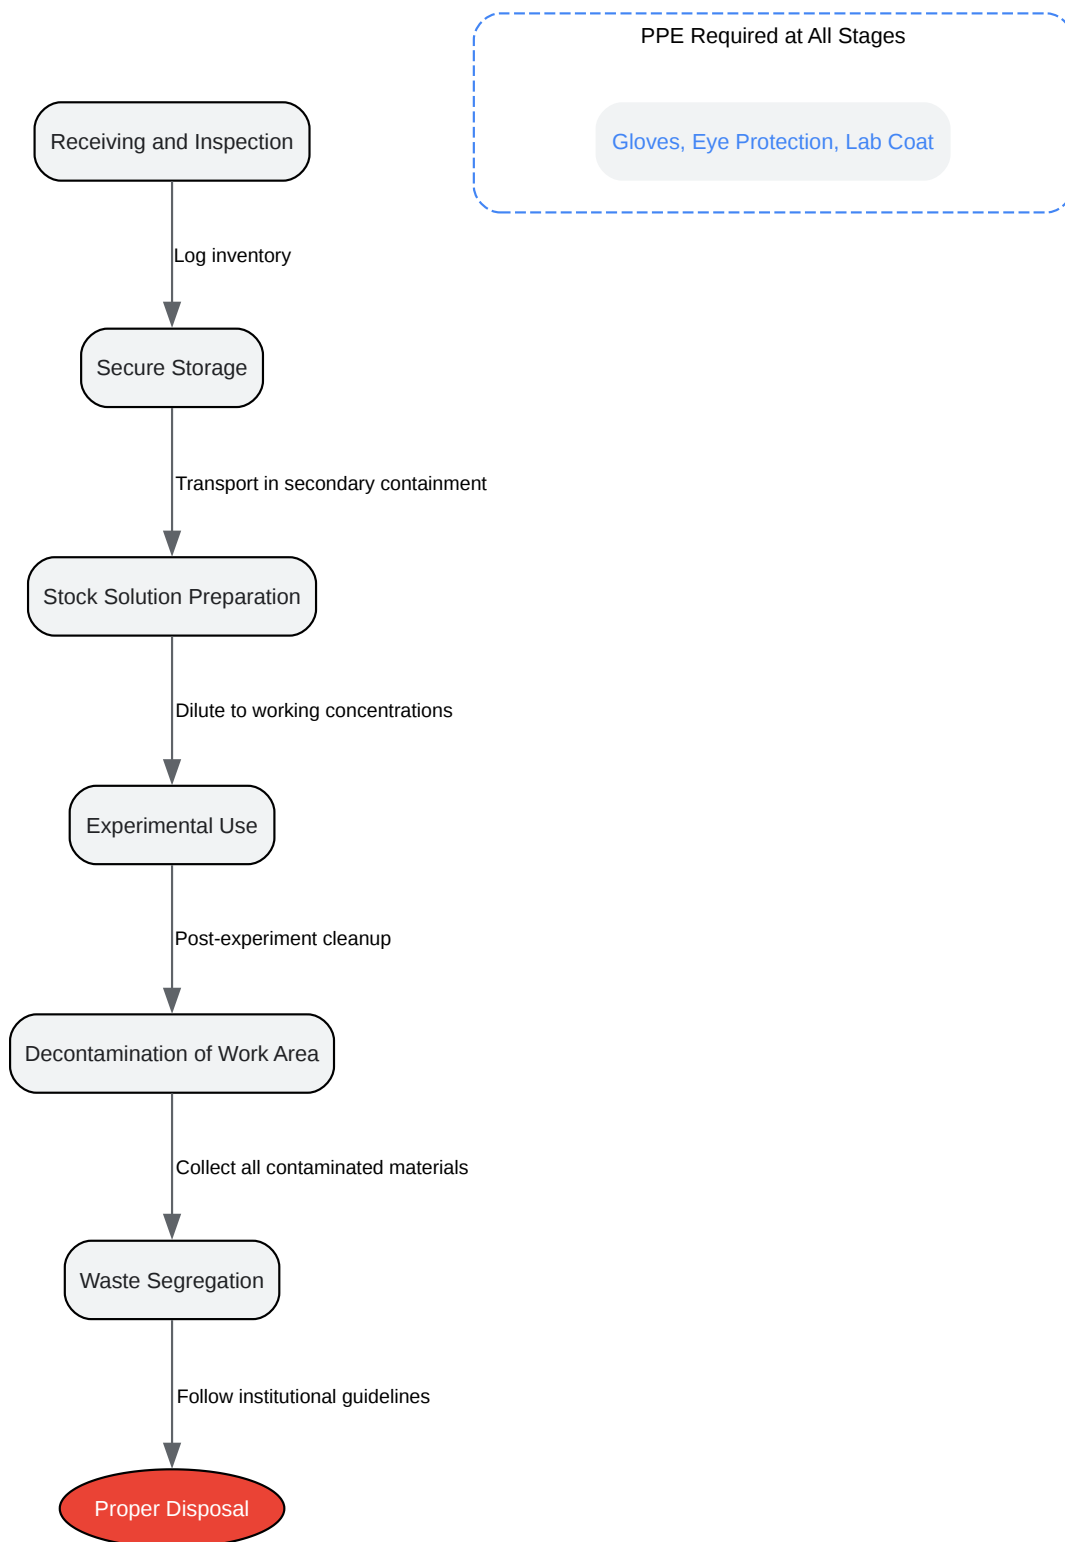 PPE Required at All Stages
Gloves, Eye Protection, Lab Coat
Receiving and Inspection
Log inventory
Secure Storage
Transport in secondary containment
Stock Solution Preparation
Dilute to working concentrations
Experimental Use
Post-experiment cleanup
Decontamination of Work Area
Collect all contaminated materials
Waste Segregation
Follow institutional guidelines
Proper Disposal